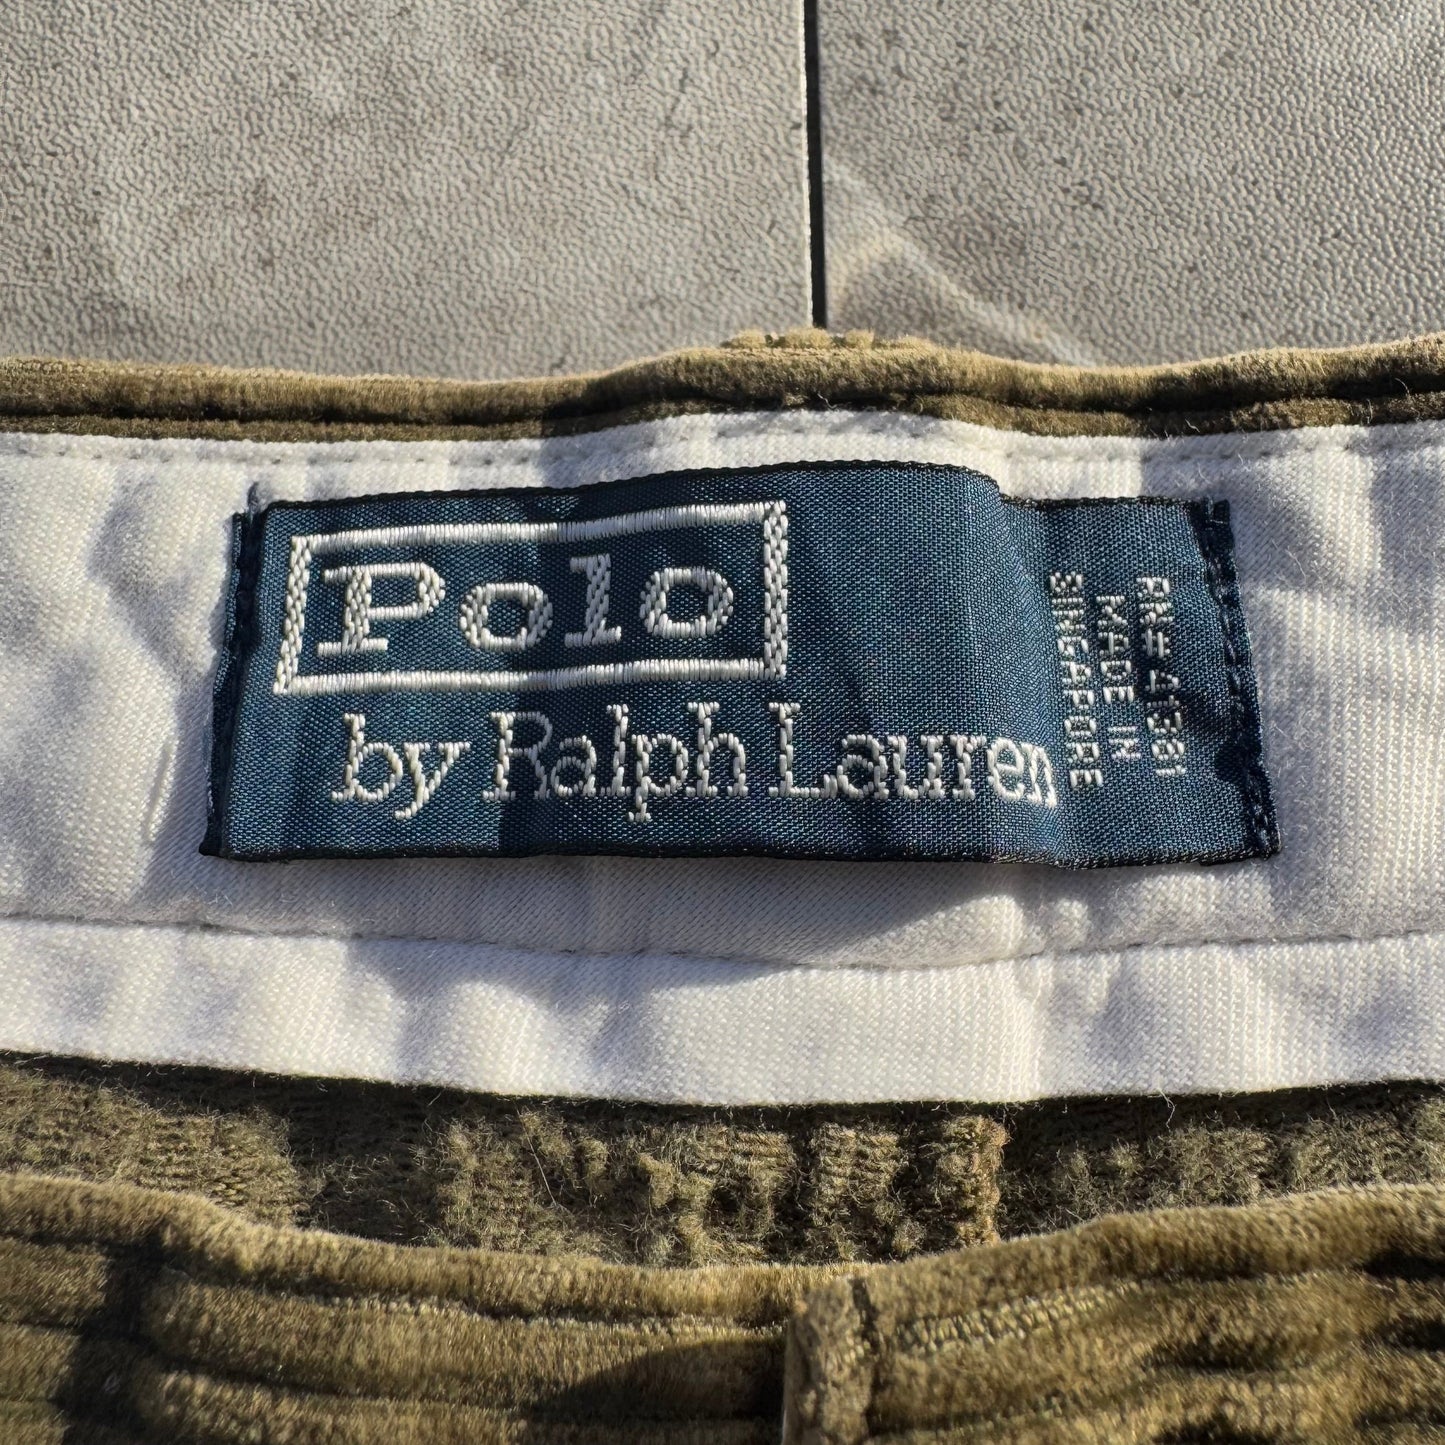 Polo
by Ralph Lauren
RN# 41381
MADE IN
SINGAPORE